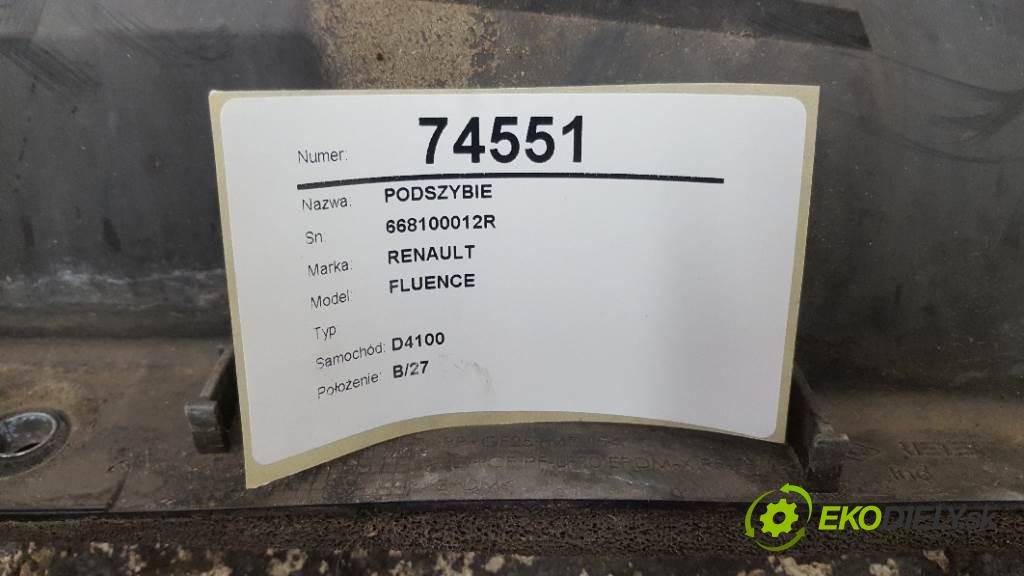 Numer: 74551
Nazwa: PODSZYBIE
Sn: 668100012R
Marka: RENAULT
Model: FLUENCE
Typ
Samochód: D4100
Położenie: B/27
EKODIELY.sk